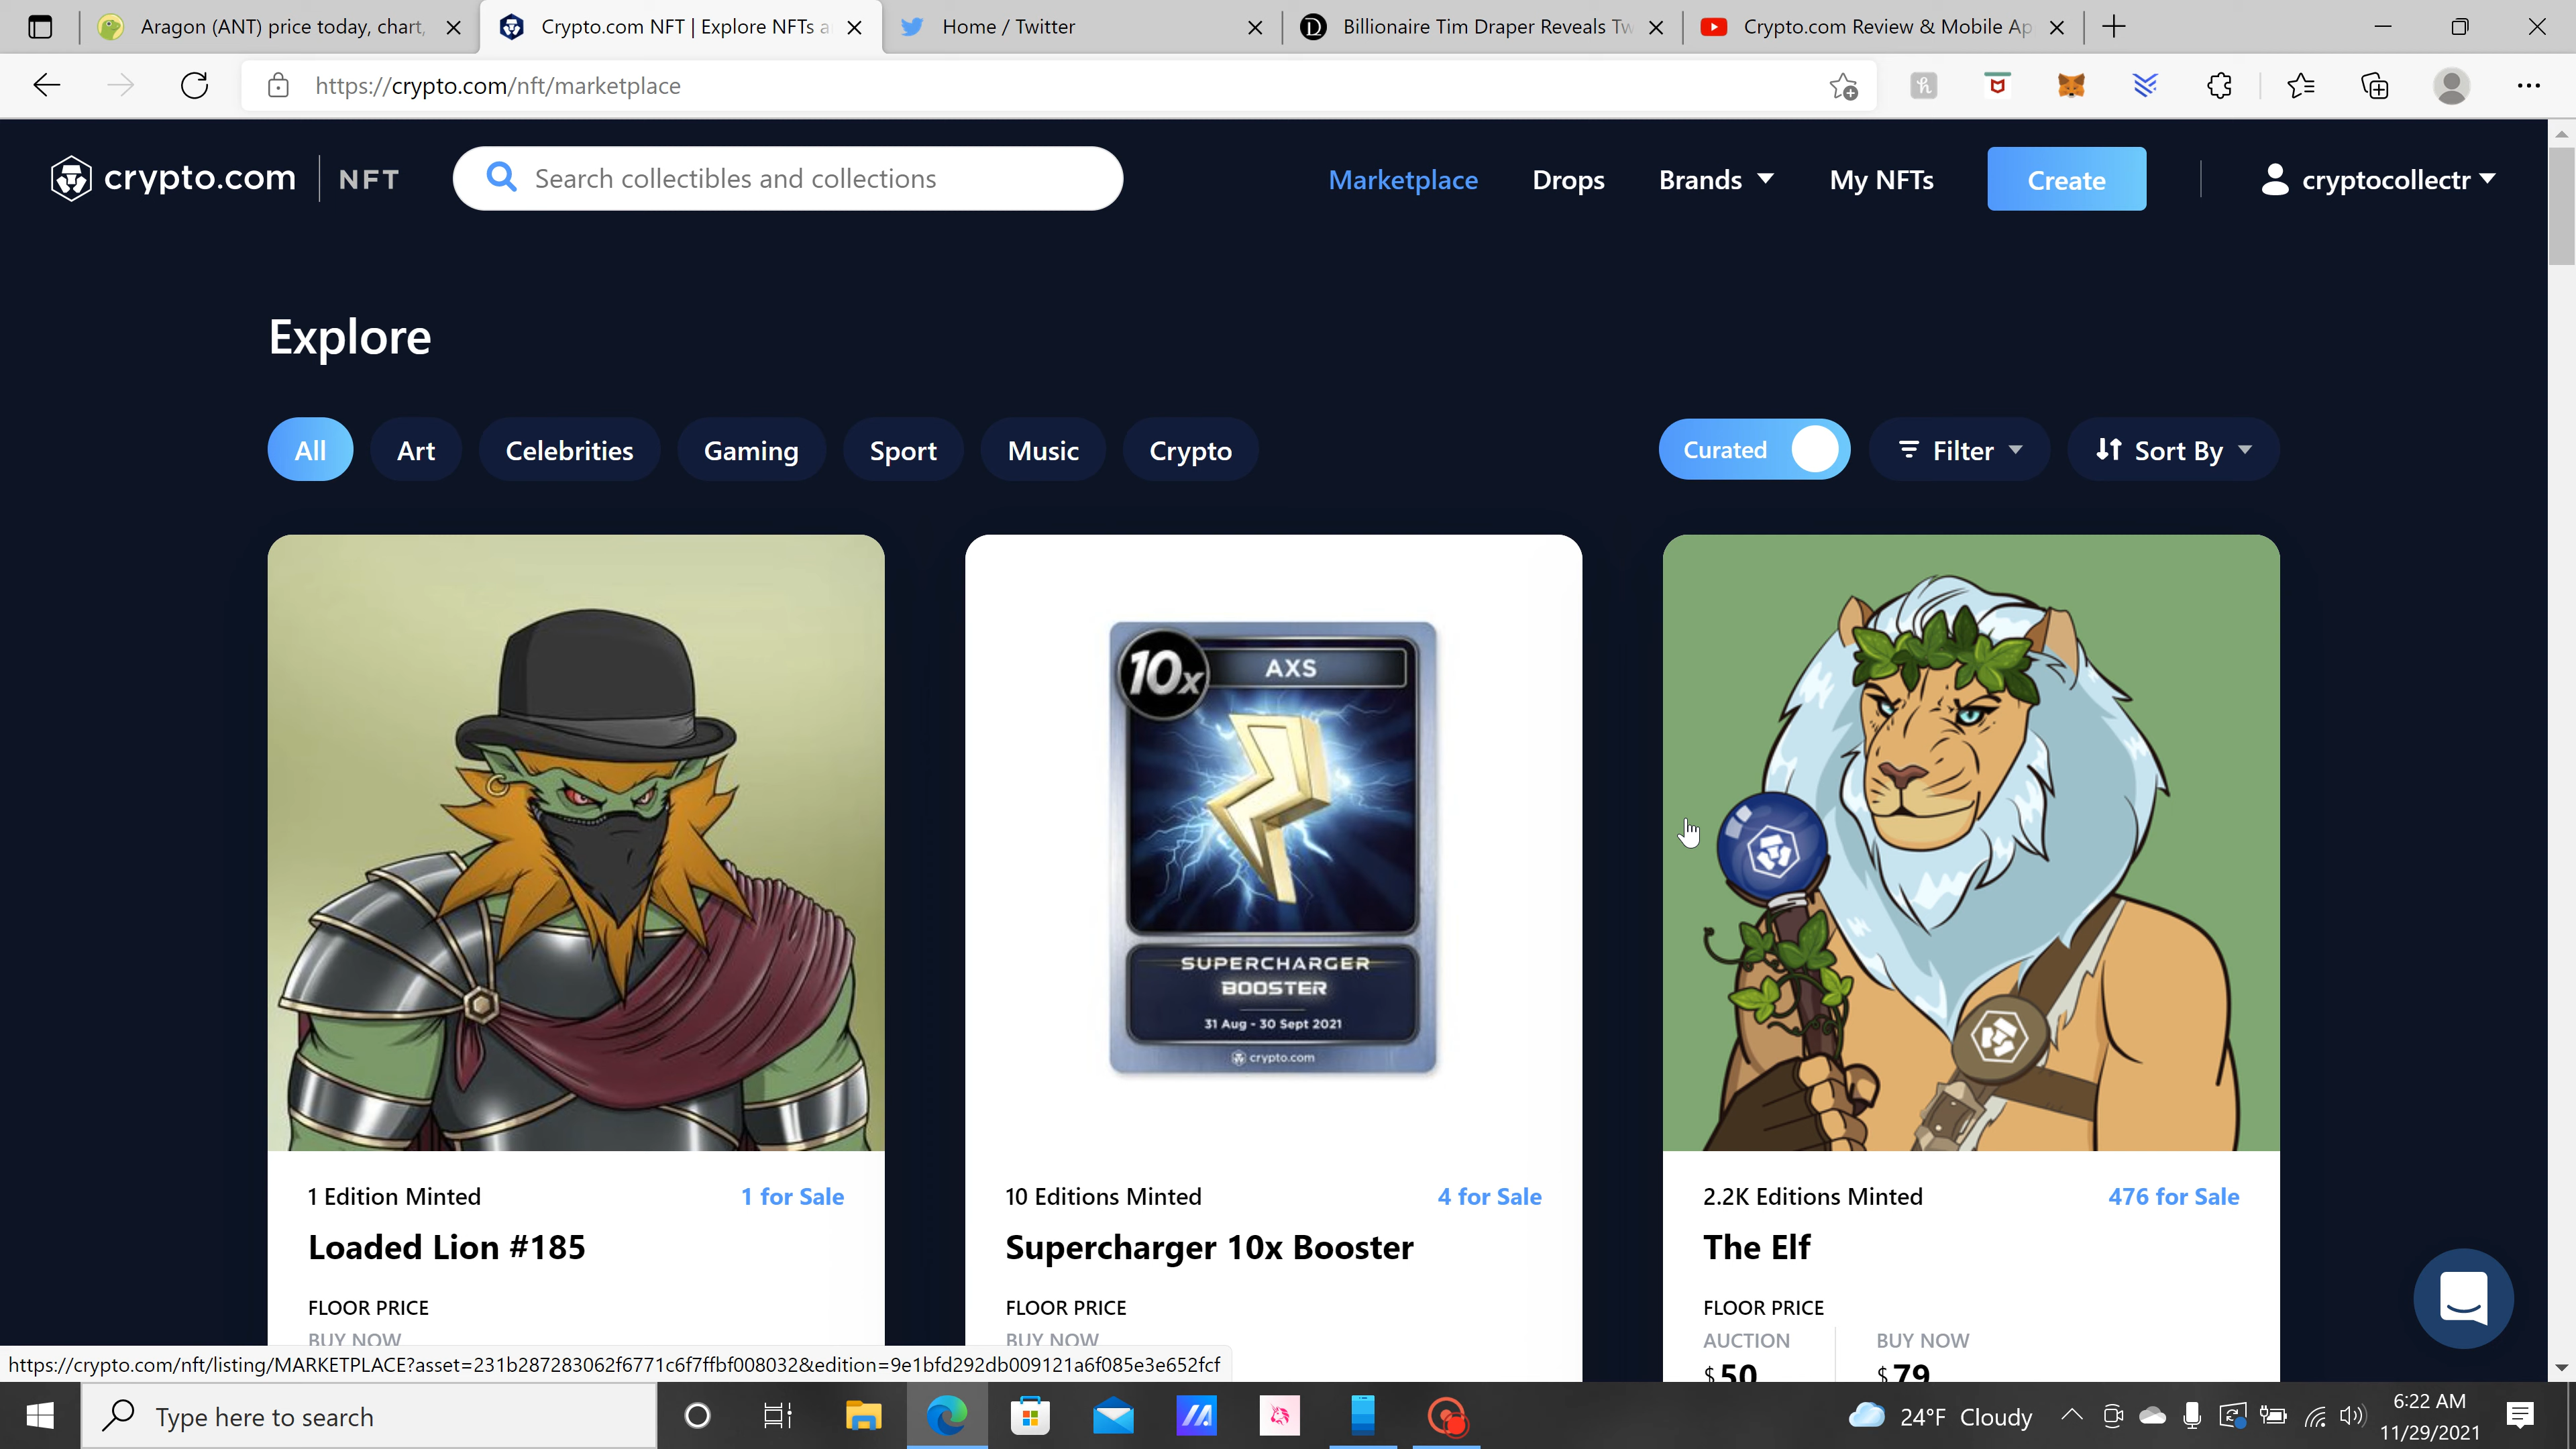 Aragon (ANT) price today, chart,
Crypto.com NFT | Explore NFTs a
Home / Twitter
Billionaire Tim Draper Reveals Tw
Crypto.com Review & Mobile Ap
https://crypto.com/nft/marketplace
crypto.com | NFT
Search collectibles and collections
Marketplace
Drops
Brands
My NFTs
Create
cryptocollectr
Explore
All
Art
Celebrities
Gaming
Sport
Music
Crypto
Curated
Filter
Sort By
10x
AXS
SUPERCHARGER
BOOSTER
31 Aug - 30 Sept 2021
crypto.com
1 Edition Minted
1 for Sale
Loaded Lion #185
FLOOR PRICE
BUY NOW
10 Editions Minted
4 for Sale
Supercharger 10x Booster
FLOOR PRICE
BUY NOW
2.2K Editions Minted
476 for Sale
The Elf
FLOOR PRICE
AUCTION
$50
BUY NOW
$79
https://crypto.com/nft/listing/MARKETPLACE?asset=231b287283062f6771c6f7ffbf008032&edition=9e1bfd292db009121a6f085e3e652fcf
Type here to search
24°F Cloudy
6:22 AM
11/29/2021